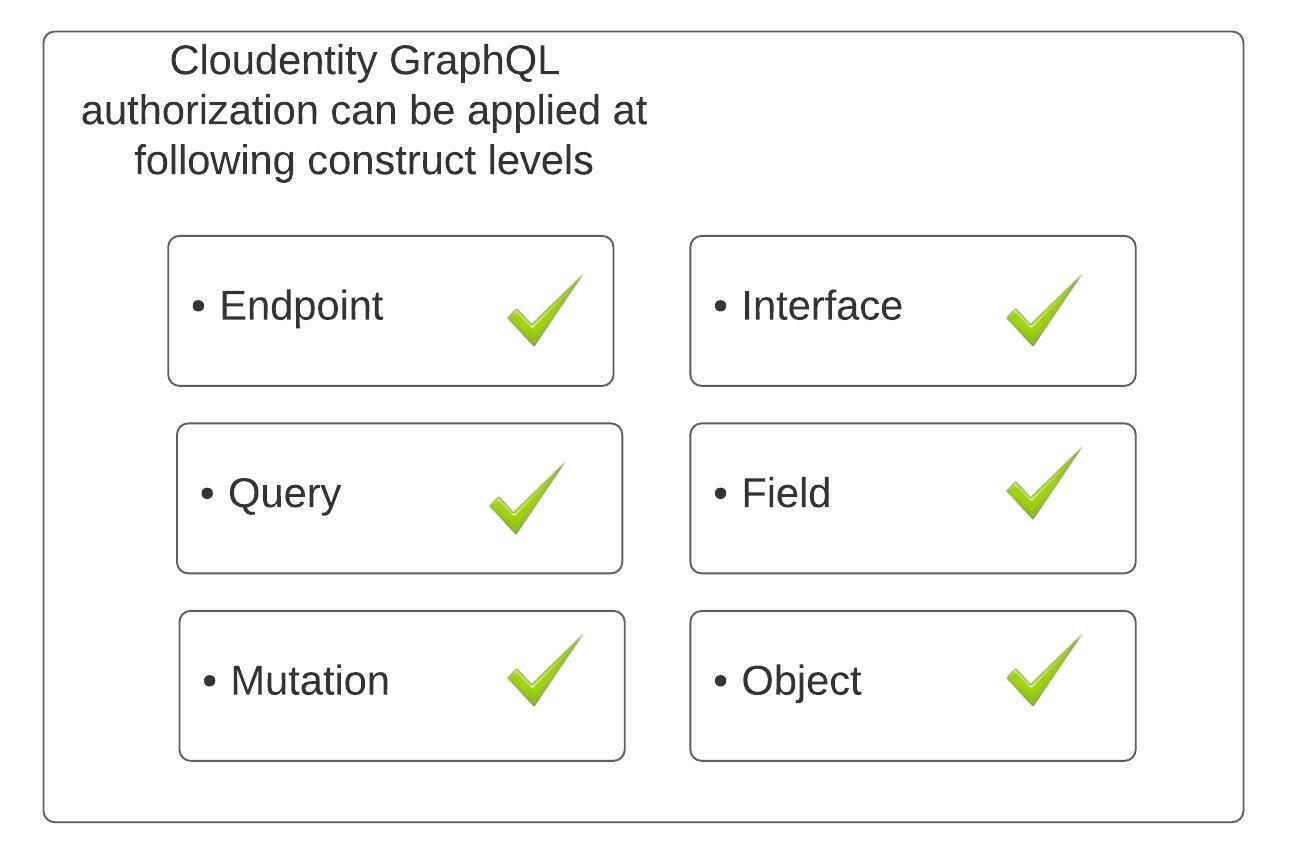 Cloudentity GraphQL
authorization can be applied at
following construct levels
• Endpoint
• Interface
• Query
• Field
• Mutation
• Object